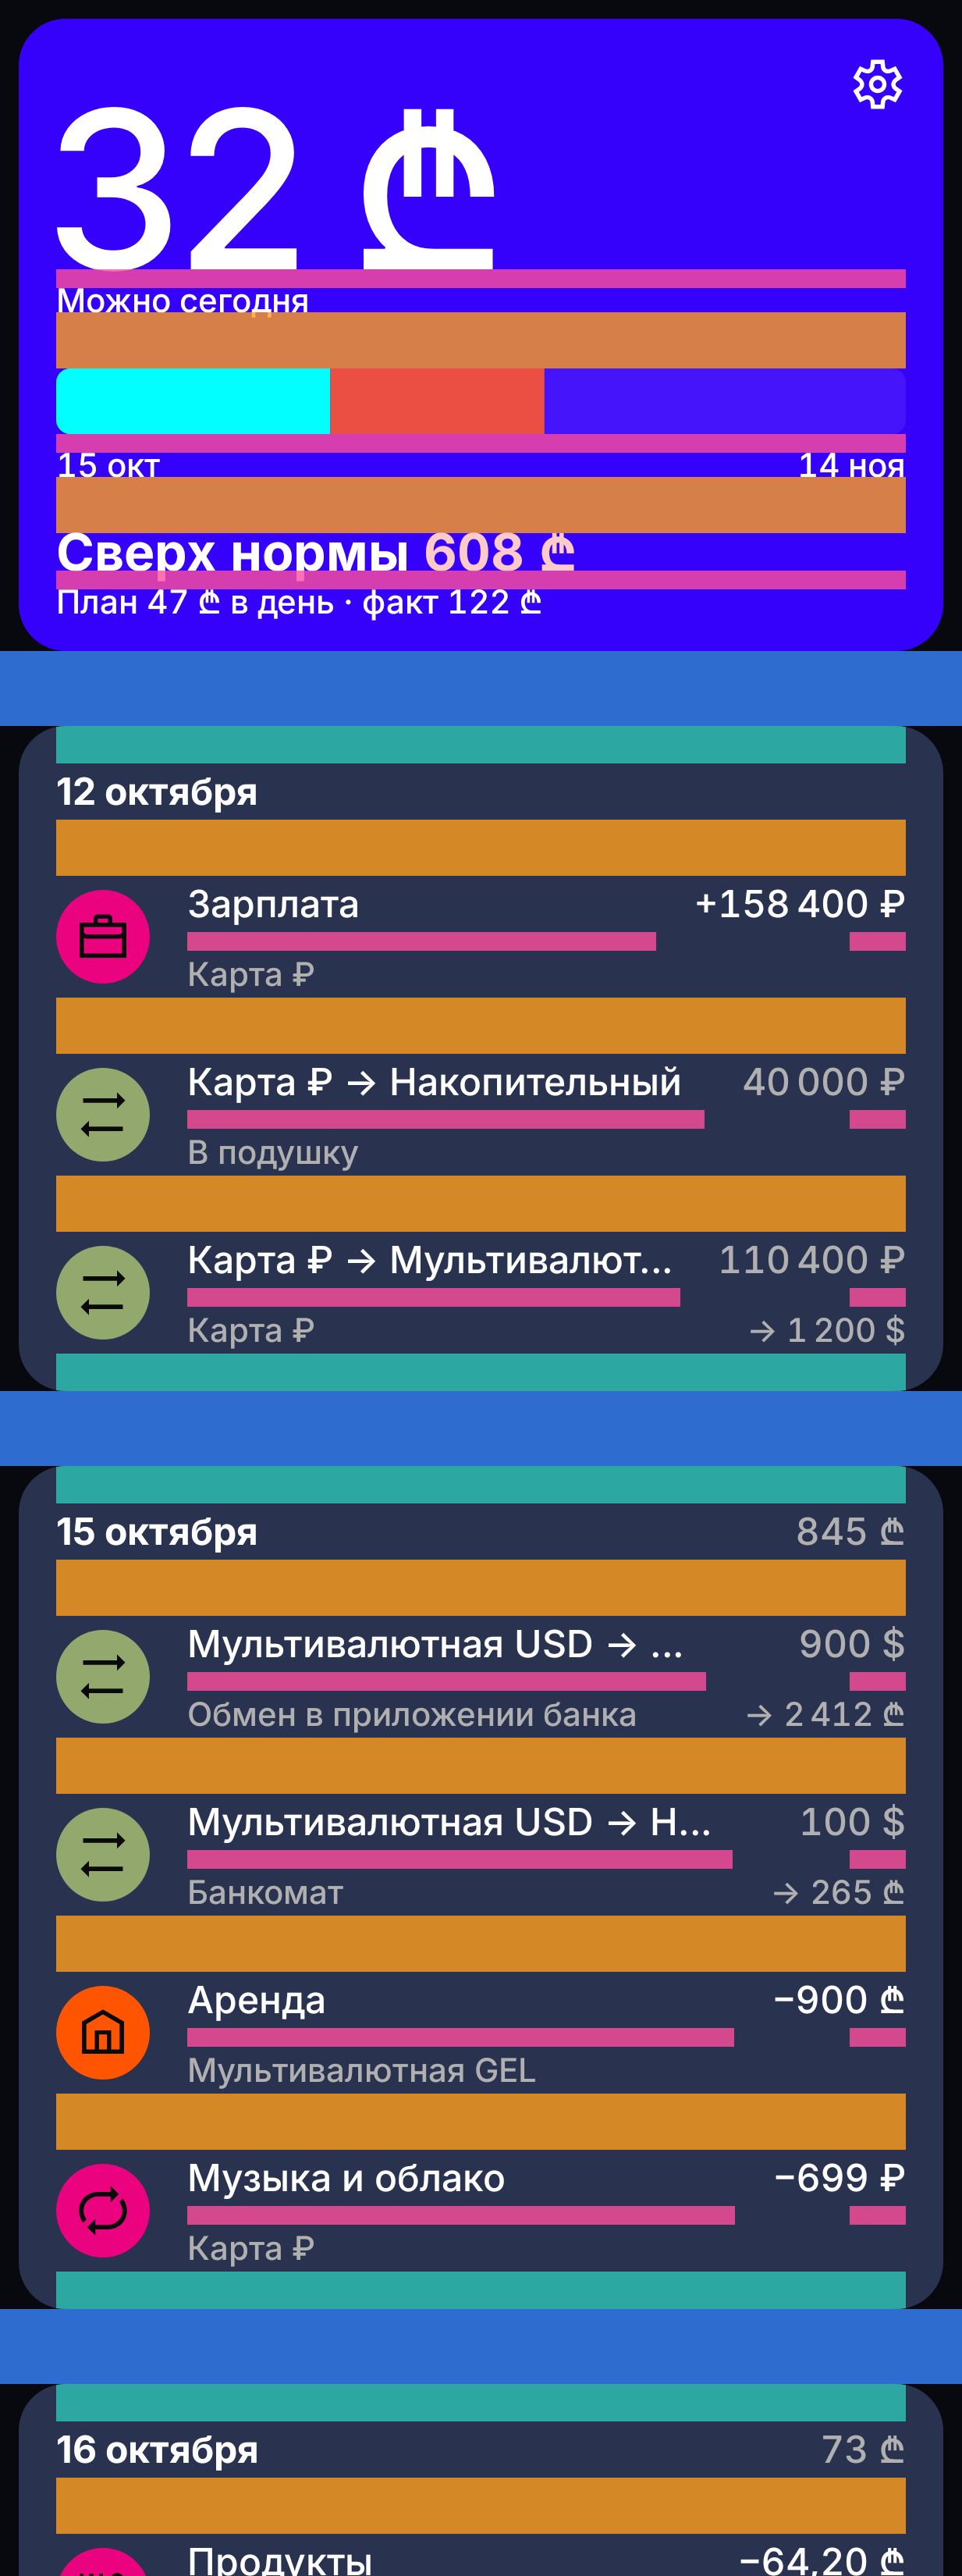 32 ₾
Можно сегодня
15 окт 14 ноя
Сверх нормы 608 ₾
План 47 ₾ в день · факт 122 ₾
12 октября
Зарплата +158 400 ₽
Карта ₽
Карта ₽ → Накопительный 40 000 ₽
В подушку
Карта ₽ → Мультивалют... 110 400 ₽
Карта ₽ → 1 200 $
15 октября 845 ₾
Мультивалютная USD → ... 900 $
Обмен в приложении банка → 2 412 ₾
Мультивалютная USD → Н... 100 $
Банкомат → 265 ₾
Аренда −900 ₾
Мультивалютная GEL
Музыка и облако −699 ₽
Карта ₽
16 октября 73 ₾
Продукты −64,20 ₾